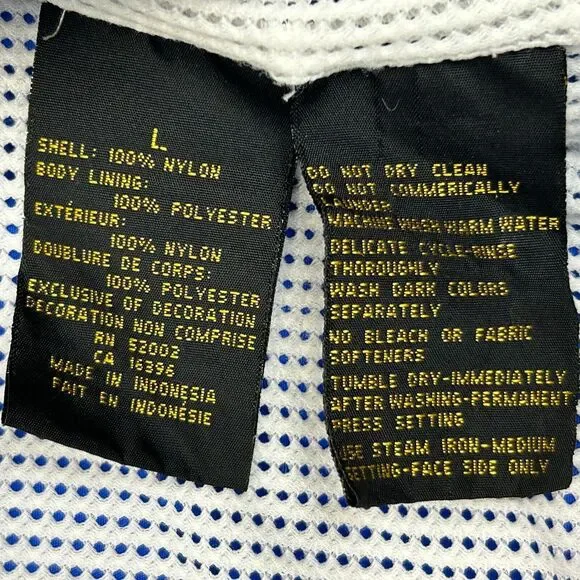 L
SHELL: 100% NYLON
BODY LINING:
100% POLYESTER
EXTÉRIEUR:
100% NYLON
DOUBLURE DE CORPS:
100% POLYESTER
EXCLUSIVE OF DECORATION
DECORATION NON COMPRISE
RN 52002
CA 16396
MADE IN INDONESIA
FAIT EN INDONESIE
DO NOT DRY CLEAN
DO NOT COMMERICALLY
LAUNDER
MACHINE WASH WARM WATER
DELICATE CYCLE-RINSE
THOROUGHLY
WASH DARK COLORS
SEPARATELY
NO BLEACH OR FABRIC
SOFTENERS
TUMBLE DRY-IMMEDIATELY
AFTER WASHING-PERMANENT
PRESS SETTING
USE STEAM IRON-MEDIUM
SETTING-FACE SIDE ONLY